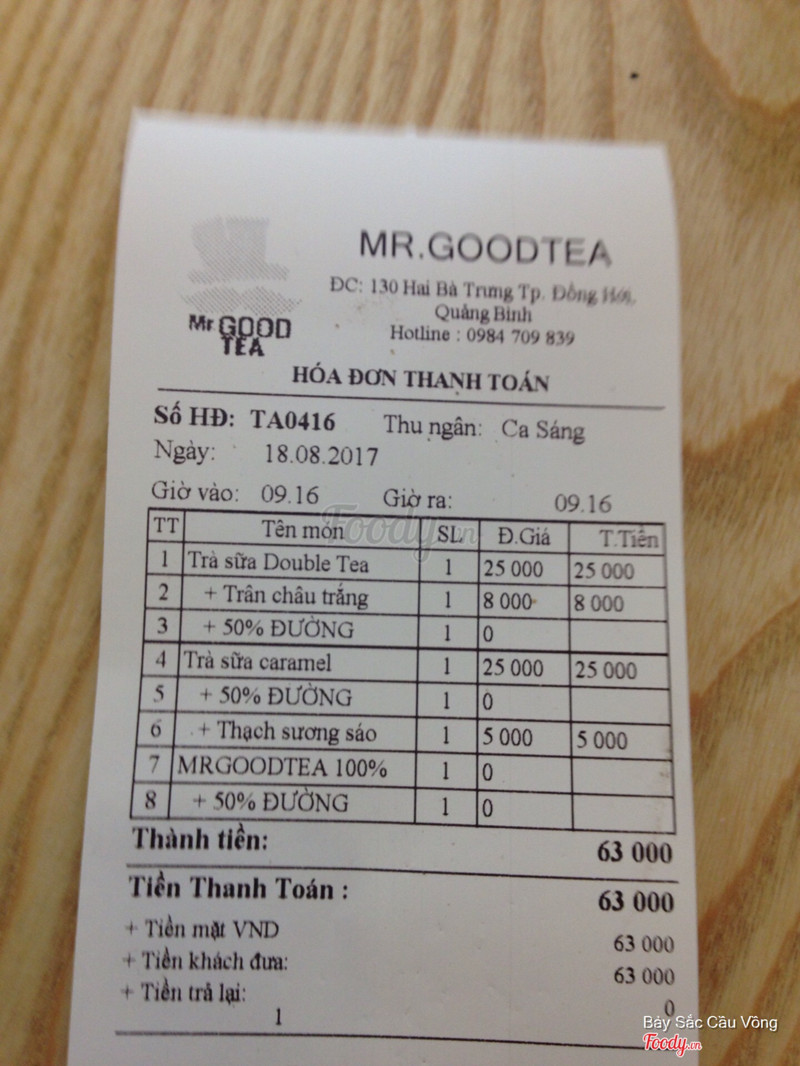 MR.GOODTEA
ĐC: 130 Hai Bà Trưng Tp. Đồng Hới,
Quảng Bình
Hotline : 0984 709 839
Mr GOOD
TEA
HÓA ĐƠN THANH TOÁN
Số HĐ: TA0416 Thu ngân: Ca Sáng
Ngày: 18.08.2017
Giờ vào: 09.16 Giờ ra: 09.16
Foody.vn
TT Tên món SL Đ.Giá T.Tiền
1 Trà sữa Double Tea 1 25 000 25 000
2 + Trân châu trắng 1 8 000 8 000
3 + 50% ĐƯỜNG 1 0
4 Trà sữa caramel 1 25 000 25 000
5 + 50% ĐƯỜNG 1 0
6 + Thạch sương sáo 1 5 000 5 000
7 MRGOODTEA 100% 1 0
8 + 50% ĐƯỜNG 1 0
Thành tiền: 63 000
Tiền Thanh Toán : 63 000
+ Tiền mặt VND 63 000
+ Tiền khách đưa: 63 000
+ Tiền trả lại: 0
1
Bảy Sắc Cầu Vồng
Foody.vn